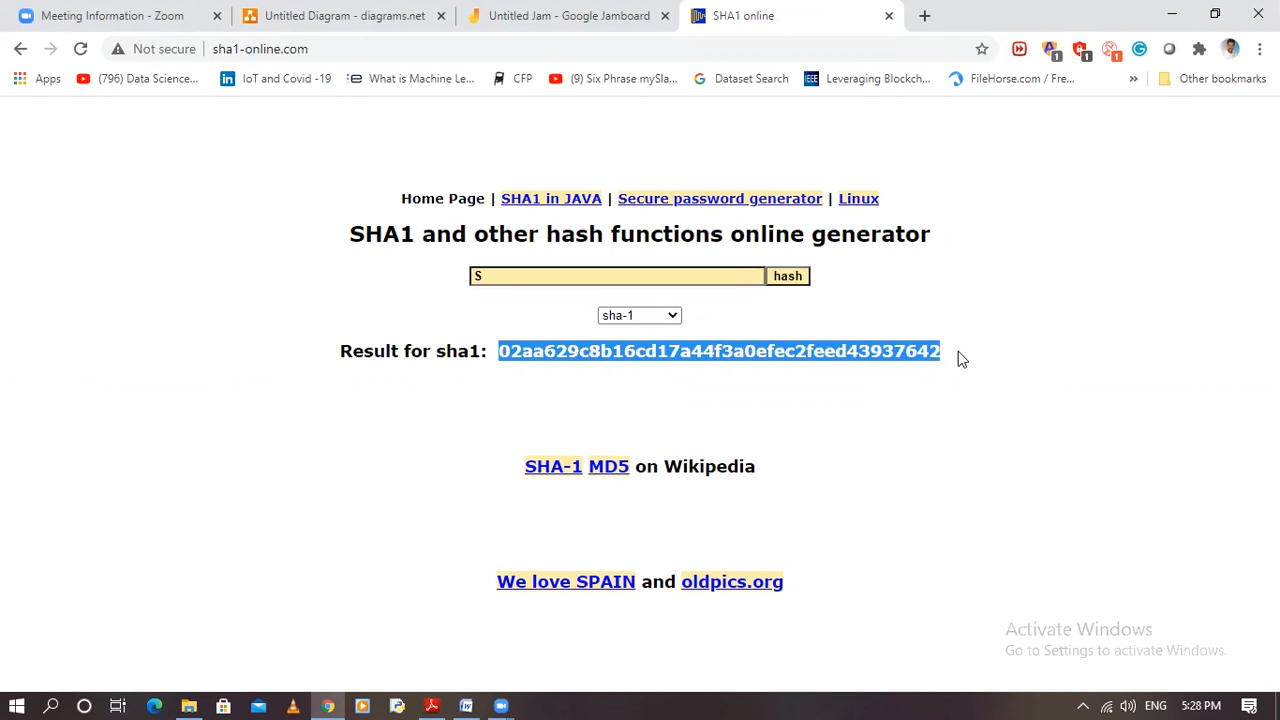 Meeting Information - Zoom
Untitled Diagram - diagrams.net
Untitled Jam - Google Jamboard
SHA1 online
Not secure
sha1-online.com
1
1
1
Apps
(796) Data Science...
IoT and Covid -19
What is Machine Le...
CFP
(9) Six Phrase mySla...
Dataset Search
IEEE
Leveraging Blockch...
FileHorse.com / Fre...
»
Other bookmarks
Home Page | SHA1 in JAVA | Secure password generator | Linux
SHA1 and other hash functions online generator
S
hash
sha-1
Result for sha1: 02aa629c8b16cd17a44f3a0efec2feed43937642
SHA-1 MD5 on Wikipedia
We love SPAIN and oldpics.org
Activate Windows
Go to Settings to activate Windows.
5:28 PM